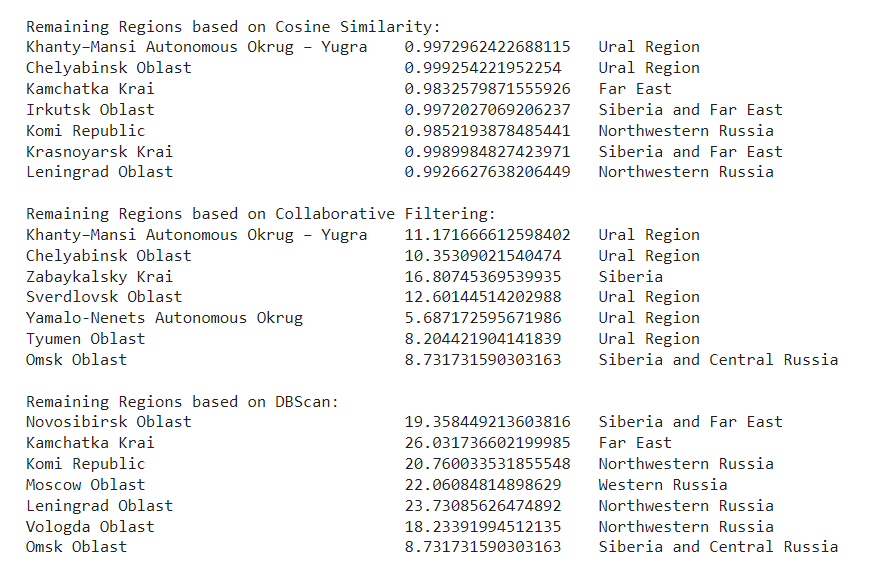 Remaining Regions based on Cosine Similarity:
Khanty–Mansi Autonomous Okrug – Yugra 0.9972962422688115 Ural Region
Chelyabinsk Oblast 0.999254221952254 Ural Region
Kamchatka Krai 0.9832579871555926 Far East
Irkutsk Oblast 0.9972027069206237 Siberia and Far East
Komi Republic 0.9852193878485441 Northwestern Russia
Krasnoyarsk Krai 0.9989984827423971 Siberia and Far East
Leningrad Oblast 0.9926627638206449 Northwestern Russia

Remaining Regions based on Collaborative Filtering:
Khanty–Mansi Autonomous Okrug – Yugra 11.171666612598402 Ural Region
Chelyabinsk Oblast 10.35309021540474 Ural Region
Zabaykalsky Krai 16.80745369539935 Siberia
Sverdlovsk Oblast 12.60144514202988 Ural Region
Yamalo-Nenets Autonomous Okrug 5.687172595671986 Ural Region
Tyumen Oblast 8.204421904141839 Ural Region
Omsk Oblast 8.731731590303163 Siberia and Central Russia

Remaining Regions based on DBScan:
Novosibirsk Oblast 19.358449213603816 Siberia and Far East
Kamchatka Krai 26.031736602199985 Far East
Komi Republic 20.760033531855548 Northwestern Russia
Moscow Oblast 22.06084814898629 Western Russia
Leningrad Oblast 23.73085626474892 Northwestern Russia
Vologda Oblast 18.23391994512135 Northwestern Russia
Omsk Oblast 8.731731590303163 Siberia and Central Russia